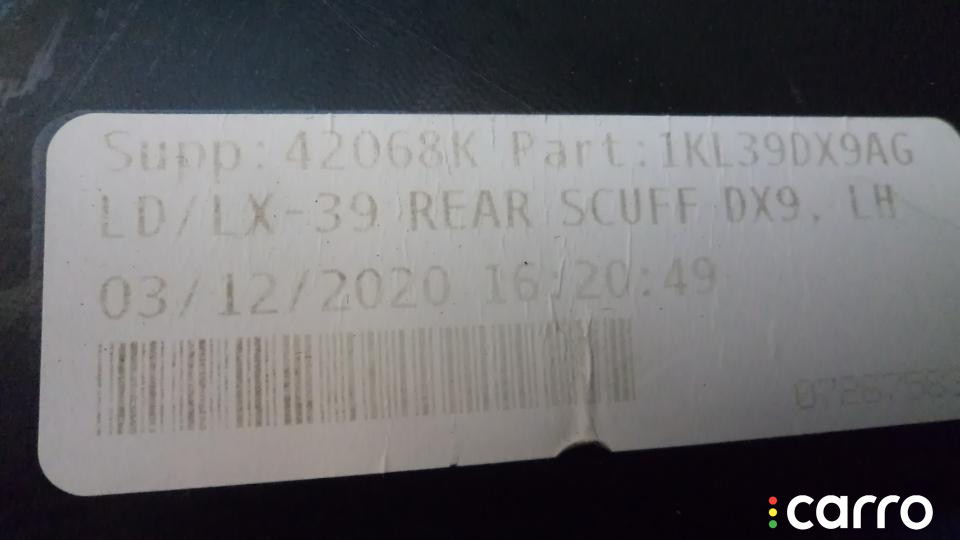 Supp: 42068K Part: 1KL39DX9AG
LD/LX-39 REAR SCUFF DX9, LH
03/12/2020 16:20:49
carro